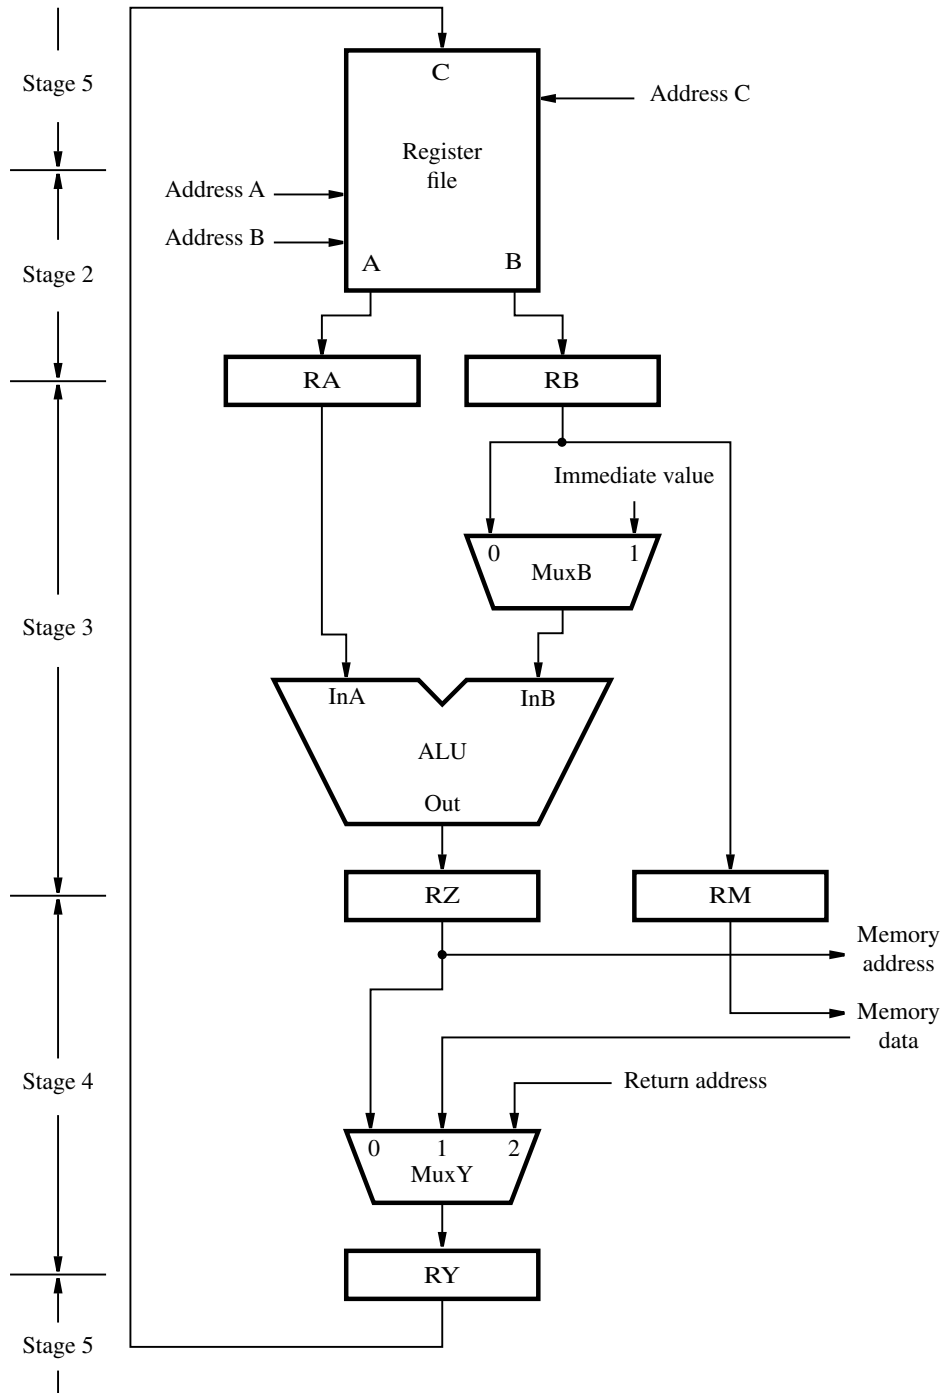 C
Stage 5
Address C
Register
file
Address A
Address B
A
B
Stage 2
RA
RB
Immediate value
0
1
MuxB
Stage 3
InA
InB
ALU
Out
RZ
RM
Memory
address
Memory
data
Stage 4
Return address
0
1
2
MuxY
RY
Stage 5